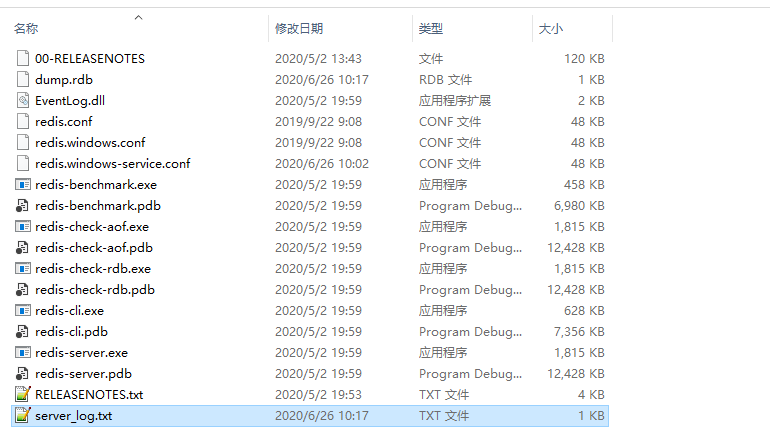 名称 修改日期 类型 大小
00-RELEASENOTES 2020/5/2 13:43 文件 120 KB
dump.rdb 2020/6/26 10:17 RDB 文件 1 KB
EventLog.dll 2020/5/2 19:59 应用程序扩展 2 KB
redis.conf 2019/9/22 9:08 CONF 文件 48 KB
redis.windows.conf 2019/9/22 9:08 CONF 文件 48 KB
redis.windows-service.conf 2020/6/26 10:02 CONF 文件 48 KB
redis-benchmark.exe 2020/5/2 19:59 应用程序 458 KB
redis-benchmark.pdb 2020/5/2 19:59 Program Debug... 6,980 KB
redis-check-aof.exe 2020/5/2 19:59 应用程序 1,815 KB
redis-check-aof.pdb 2020/5/2 19:59 Program Debug... 12,428 KB
redis-check-rdb.exe 2020/5/2 19:59 应用程序 1,815 KB
redis-check-rdb.pdb 2020/5/2 19:59 Program Debug... 12,428 KB
redis-cli.exe 2020/5/2 19:59 应用程序 628 KB
redis-cli.pdb 2020/5/2 19:59 Program Debug... 7,356 KB
redis-server.exe 2020/5/2 19:59 应用程序 1,815 KB
redis-server.pdb 2020/5/2 19:59 Program Debug... 12,428 KB
RELEASENOTES.txt 2020/5/2 19:53 TXT 文件 4 KB
server_log.txt 2020/6/26 10:17 TXT 文件 1 KB